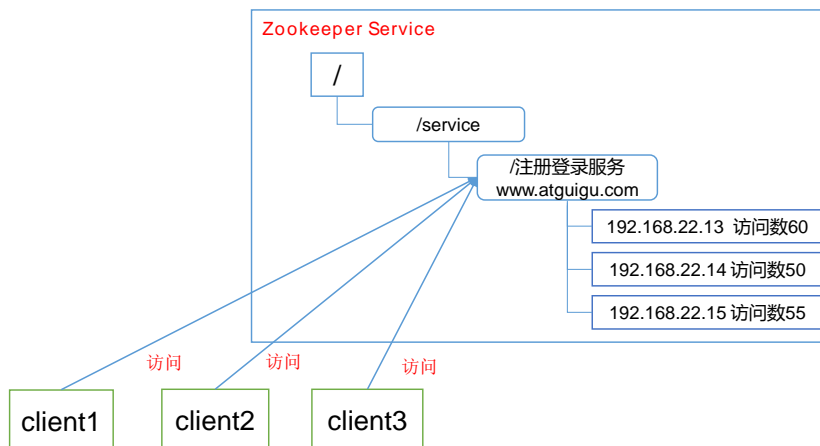 Zookeeper Service
/
/service
/注册登录服务
www.atguigu.com
192.168.22.13 访问数60
192.168.22.14 访问数50
192.168.22.15 访问数55
访问
访问
访问
client1
client2
client3